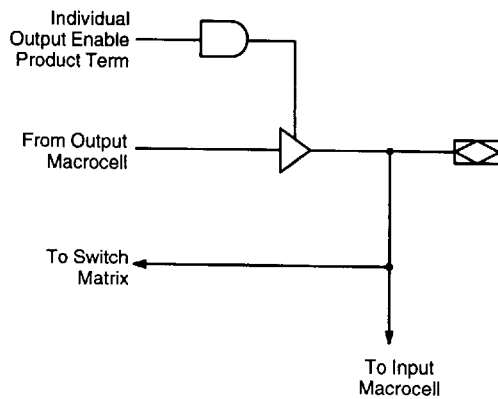 Individual
Output Enable
Product Term
From Output
Macrocell
To Switch
Matrix
To Input
Macrocell